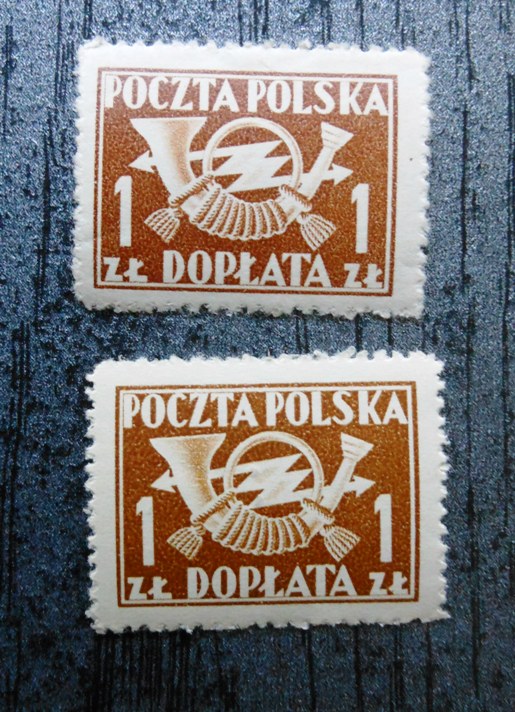 POCZTA POLSKA
1 1
ZŁ DOPŁATA ZŁ
POCZTA POLSKA
1 1
ZŁ DOPŁATA ZŁ